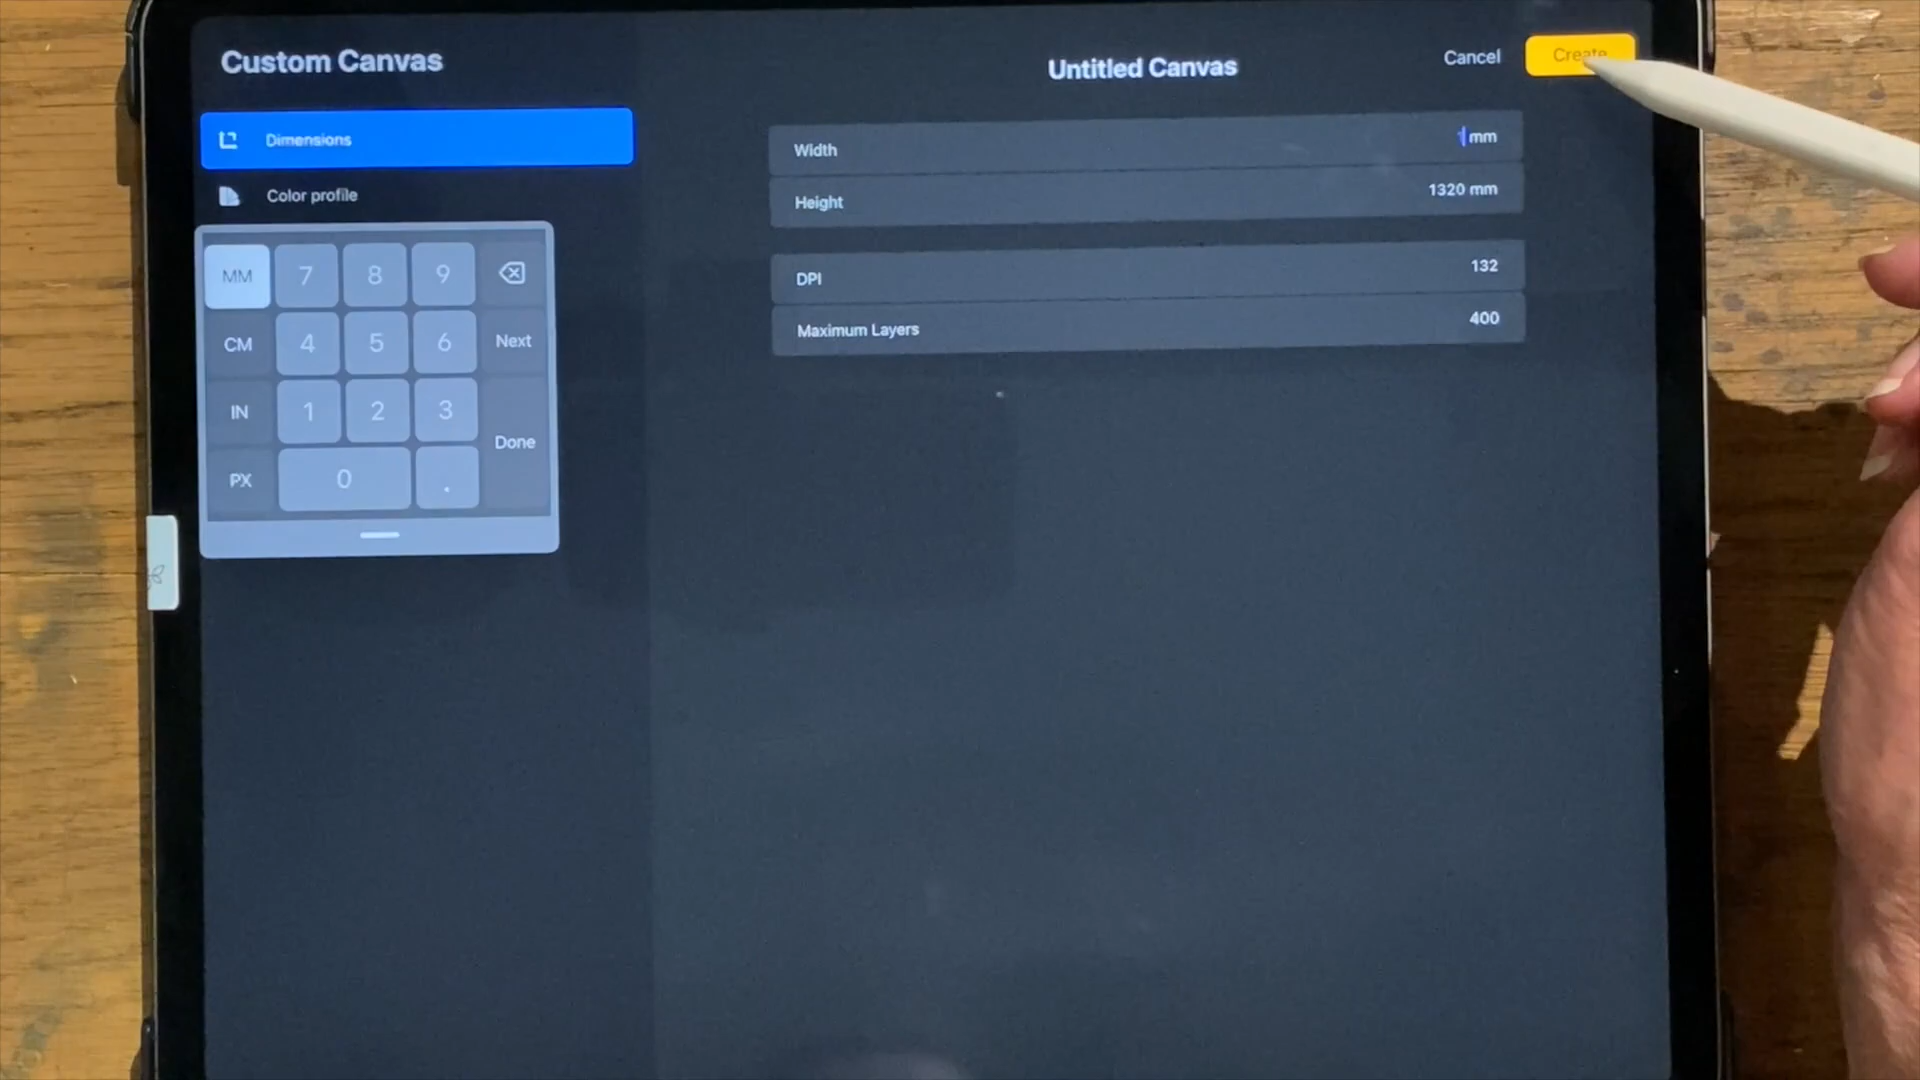 Custom Canvas
Untitled Canvas
Cancel
Create
Dimensions
Color profile
Width
mm
Height
1320 mm
DPI
132
Maximum Layers
400
MM
7
8
9
CM
4
5
6
Next
IN
1
2
3
Done
PX
0
.